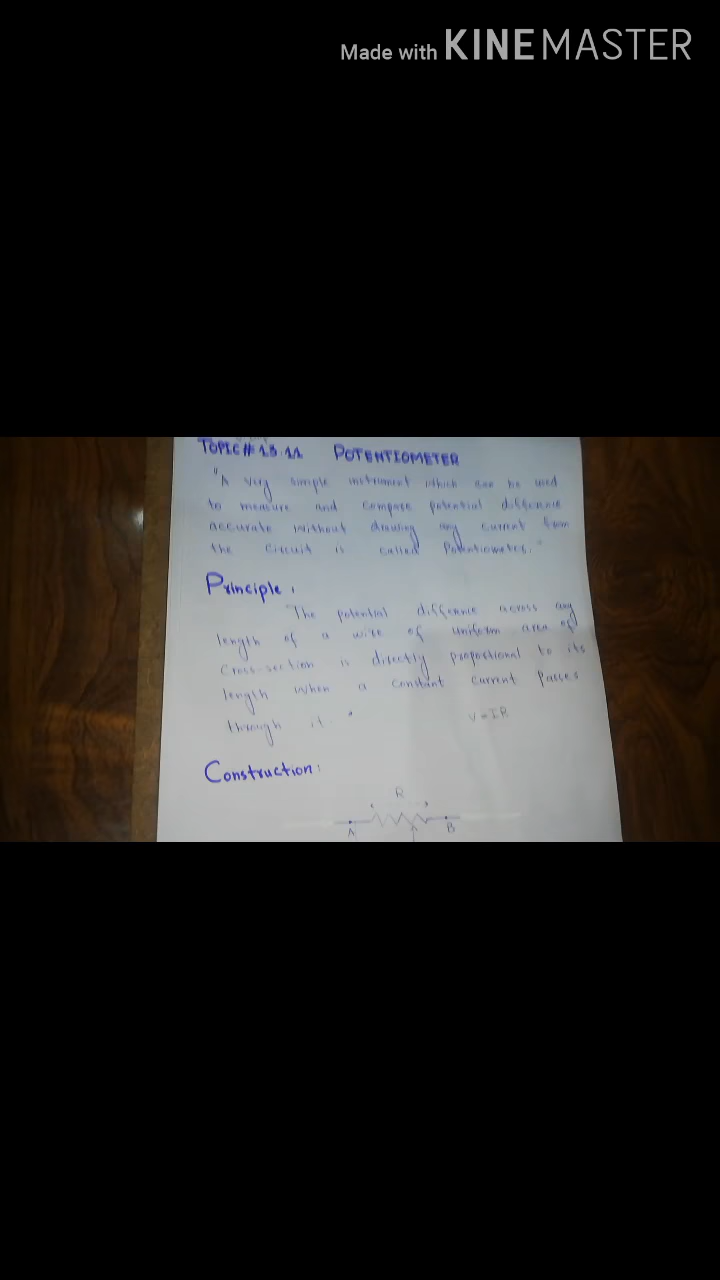 Made with KINEMASTER
TOPIC# 13.11 POTENTIOMETER
"A very simple instrument which can be used
to measure and compare potential difference
accurate without drawing any current from
the circuit is called Potentiometer."
Principle:
"The potential difference across any
length of a wire of uniform area of
cross-section is directly proportional to its
length when a constant current passes
through it."
V=IR
Construction:
R
A B